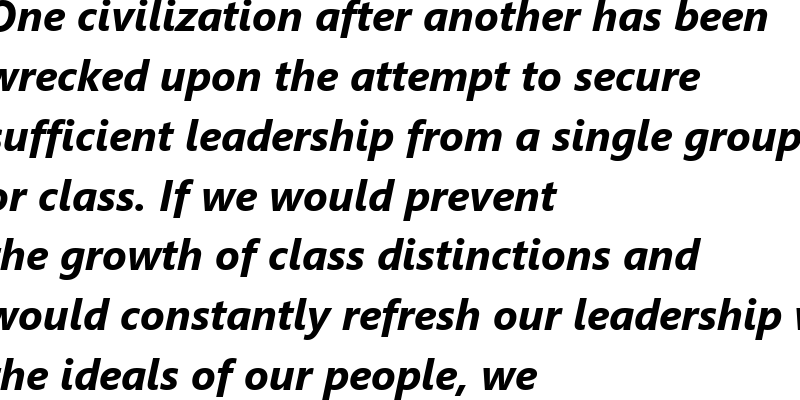 One civilization after another has been
wrecked upon the attempt to secure
sufficient leadership from a single group
or class. If we would prevent
the growth of class distinctions and
would constantly refresh our leadership
the ideals of our people, we